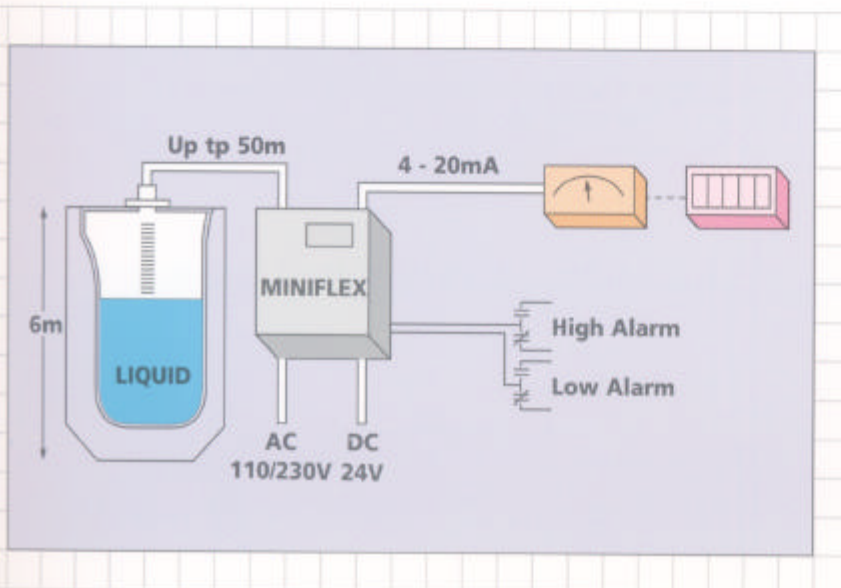 Up tp 50m
4 - 20mA
MINIFLEX
6m
High Alarm
LIQUID
Low Alarm
AC DC
110/230V 24V